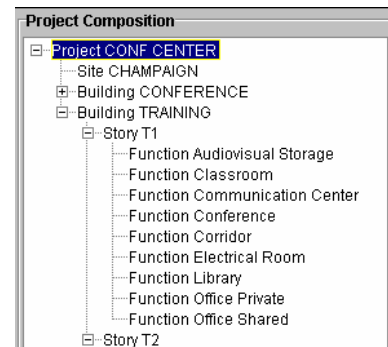 Project Composition
Project CONF CENTER
Site CHAMPAIGN
Building CONFERENCE
Building TRAINING
Story T1
Function Audiovisual Storage
Function Classroom
Function Communication Center
Function Conference
Function Corridor
Function Electrical Room
Function Library
Function Office Private
Function Office Shared
Story T2